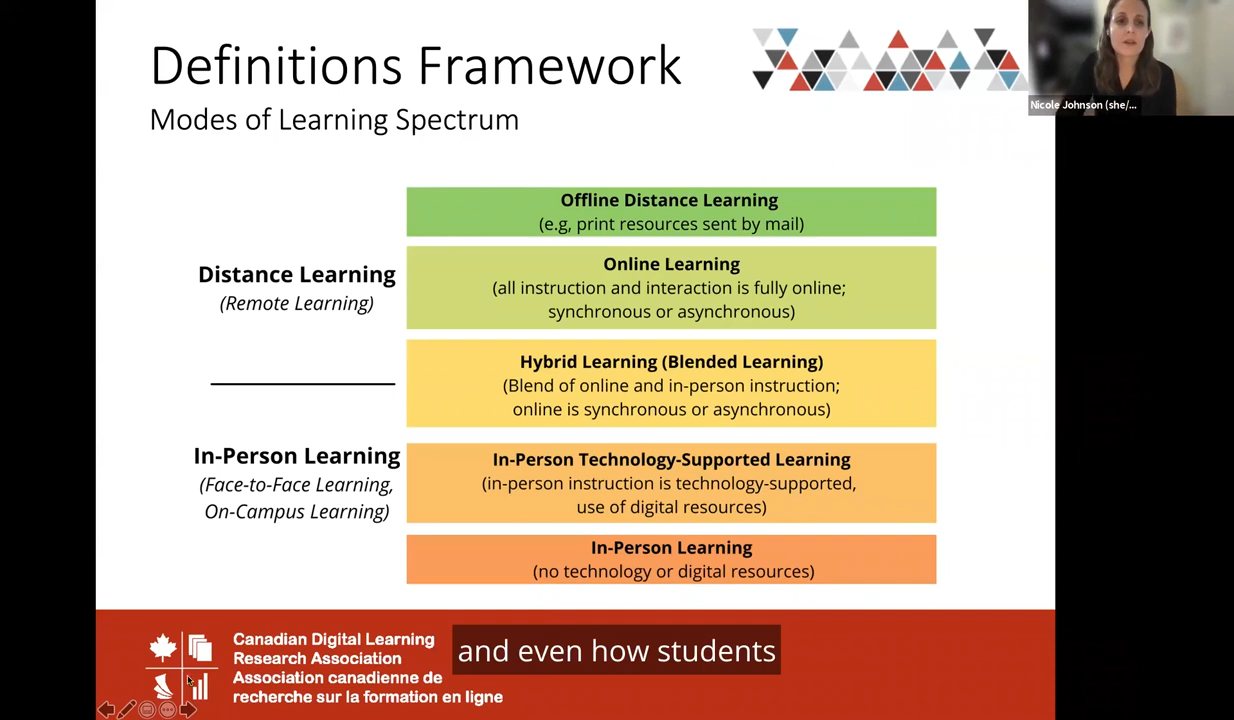 Definitions Framework
Modes of Learning Spectrum
Nicole Johnson (she/...
Offline Distance Learning
(e.g, print resources sent by mail)
Distance Learning
(Remote Learning)
Online Learning
(all instruction and interaction is fully online;
synchronous or asynchronous)
Hybrid Learning (Blended Learning)
(Blend of online and in-person instruction;
online is synchronous or asynchronous)
In-Person Learning
(Face-to-Face Learning,
On-Campus Learning)
In-Person Technology-Supported Learning
(in-person instruction is technology-supported,
use of digital resources)
In-Person Learning
(no technology or digital resources)
Canadian Digital Learning
Research Association
Association canadienne de
recherche sur la formation en ligne
and even how students